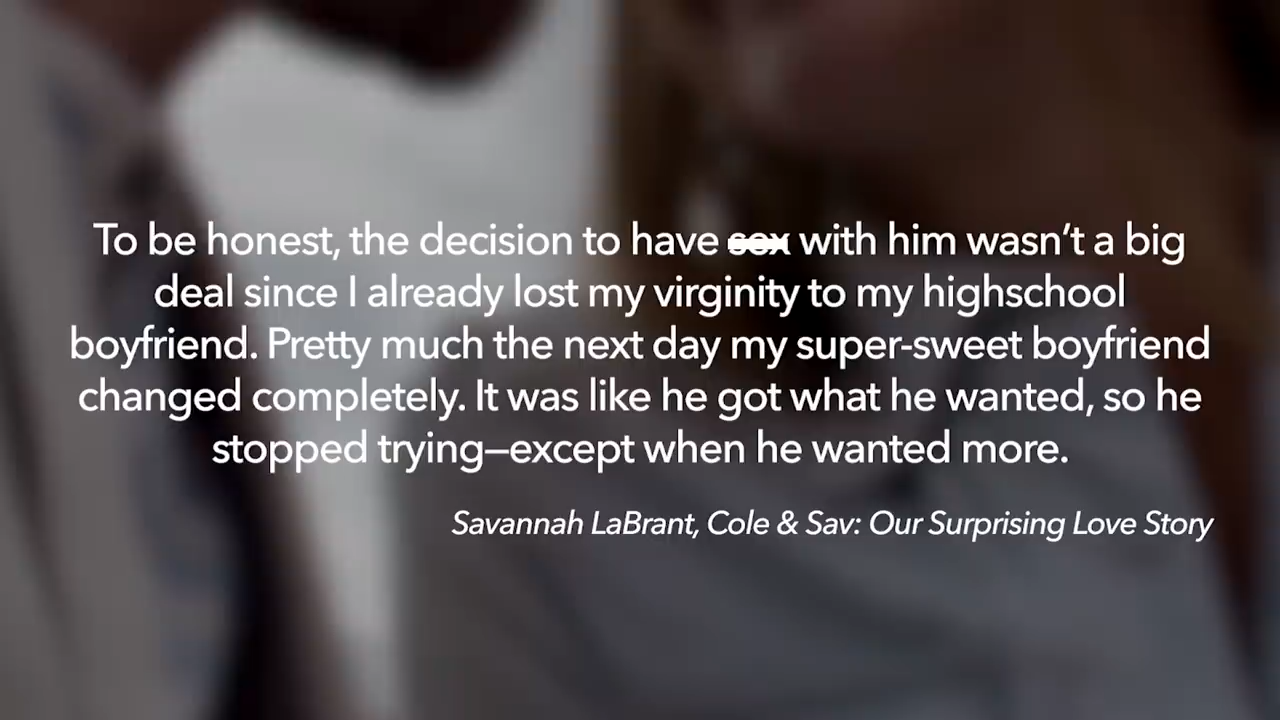 To be honest, the decision to have sex with him wasn't a big
deal since I already lost my virginity to my highschool
boyfriend. Pretty much the next day my super-sweet boyfriend
changed completely. It was like he got what he wanted, so he
stopped trying—except when he wanted more.
Savannah LaBrant, Cole & Sav: Our Surprising Love Story